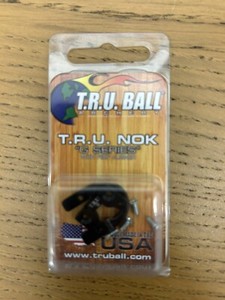 T.R.U. BALL
T.R.U. NOK
"G SERIES"
USA
www.truball.com